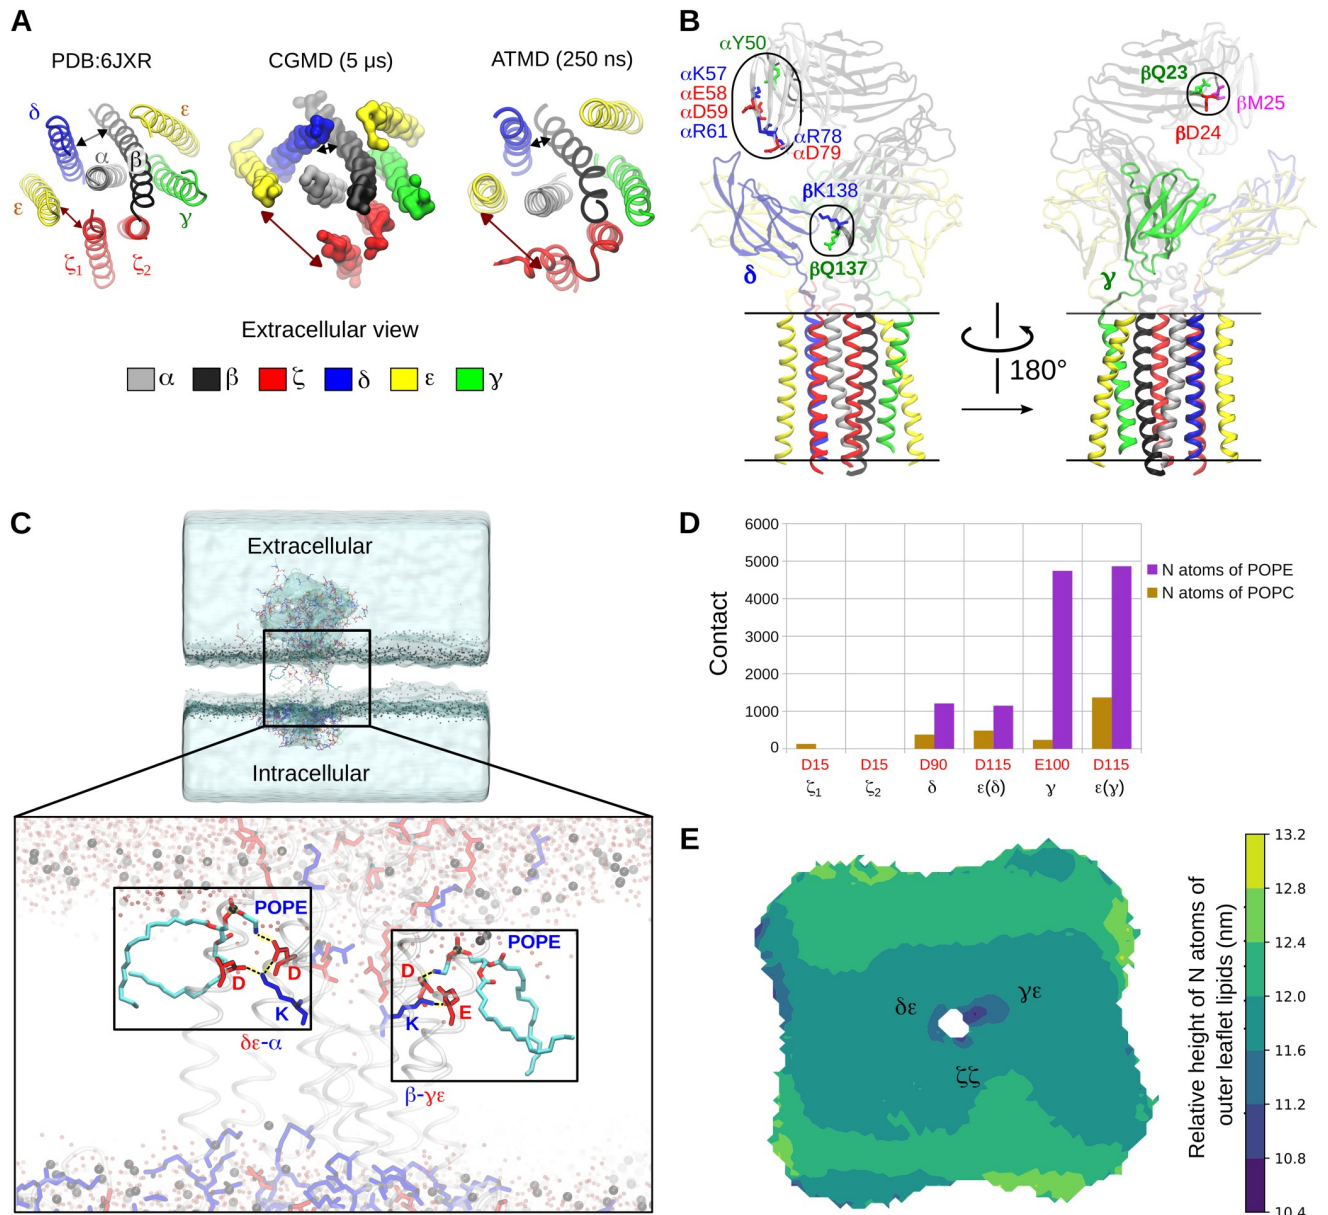 A
PDB:6JXR
CGMD (5 µs)
ATMD (250 ns)
δ
ε
α
β
ε
γ
ζ1
ζ2
Extracellular view
α
β
ζ
δ
ε
γ
B
αY50
αK57
αE58
αD59
αR61
αR78
αD79
βK138
βQ137
δ
βQ23
βM25
βD24
γ
180°
C
Extracellular
Intracellular
POPE
D
D
K
δε-α
POPE
D
K
E
β-γε
D
Contact
6000
5000
4000
3000
2000
1000
0
D15 D15 D90 D115 E100 D115
ζ1 ζ2 δ ε(δ) γ ε(γ)
N atoms of POPE
N atoms of POPC
E
δε
γε
ζζ
Relative height of N atoms of
outer leaflet lipids (nm)
13.2
12.8
12.4
12.0
11.6
11.2
10.8
10.4